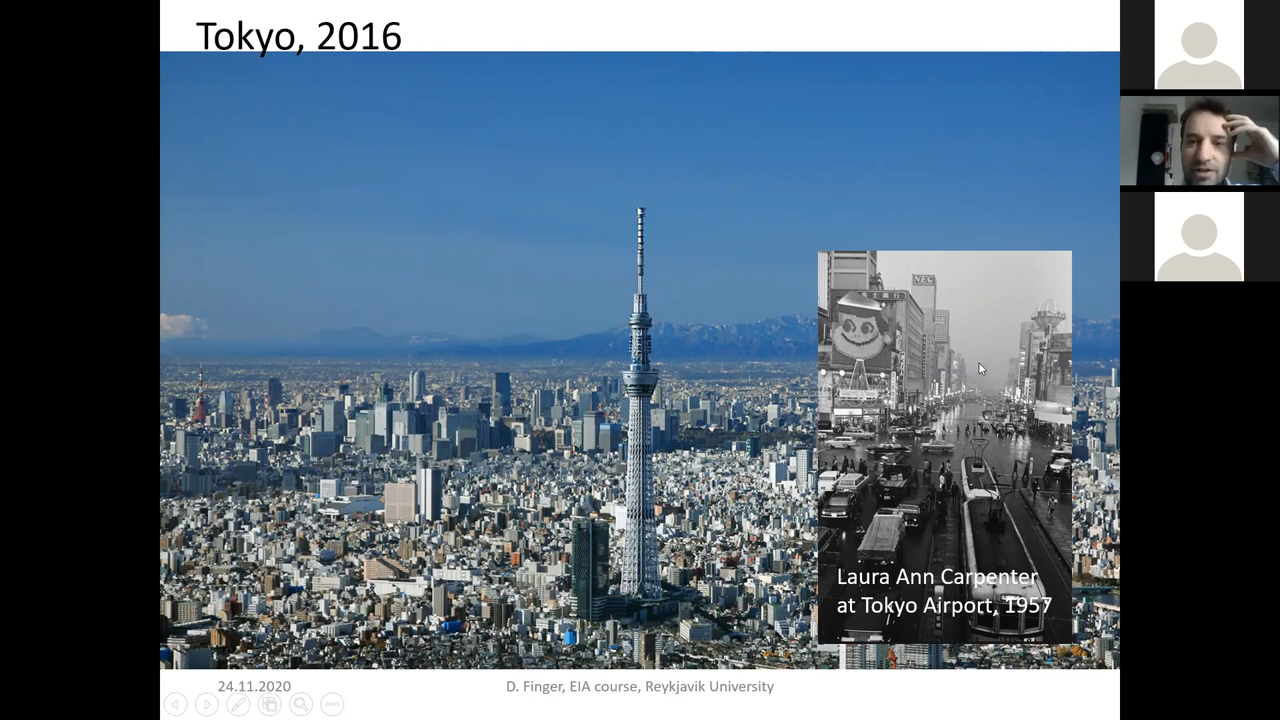 Tokyo, 2016
NEC
Laura Ann Carpenter
at Tokyo Airport, 1957
24.11.2020
D. Finger, EIA course, Reykjavik University